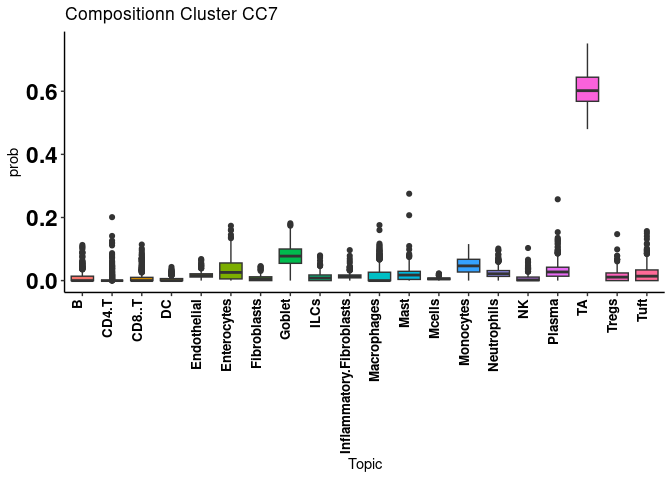 Compositionn Cluster CC7
prob
0.6
0.4
0.2
0.0
B
CD4.T
CD8..T
DC
Endothelial
Enterocytes
Fibroblasts
Goblet
ILCs
Inflammatory.Fibroblasts
Macrophages
Mast
Mcells
Monocytes
Neutrophils
NK
Plasma
TA
Tregs
Tuft
Topic